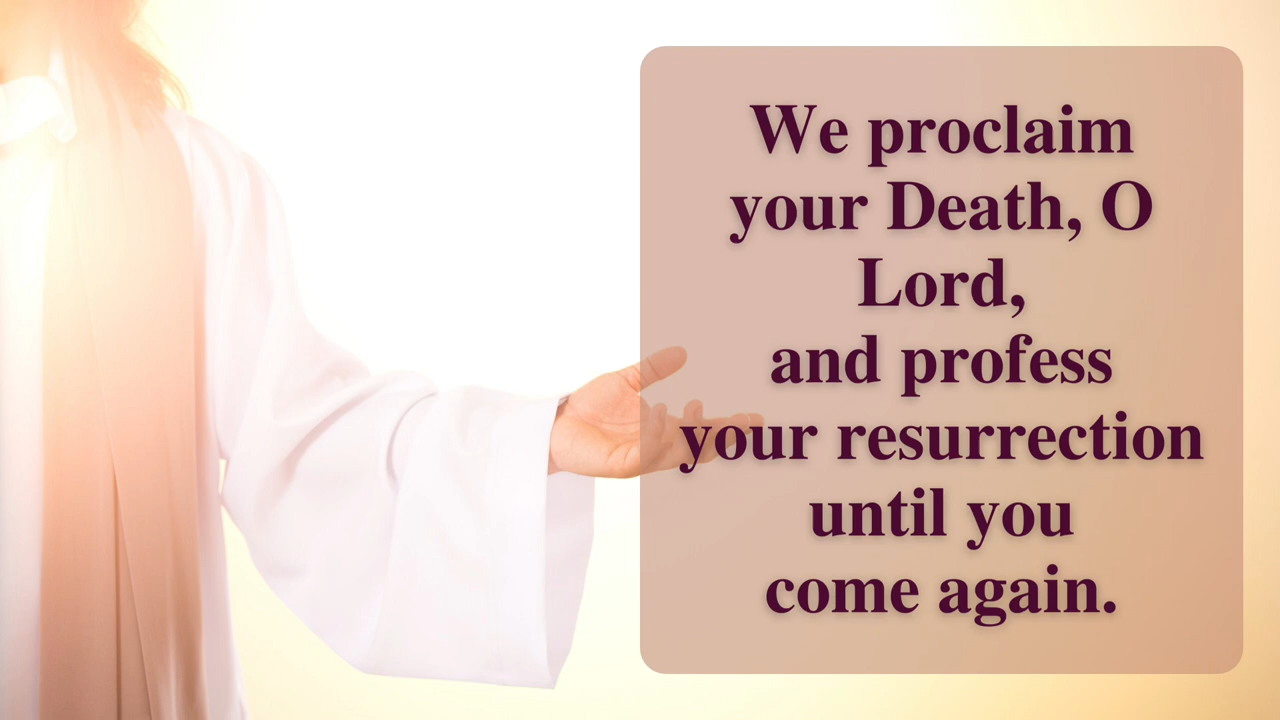 We proclaim
your Death, O
Lord,
and profess
your resurrection
until you
come again.